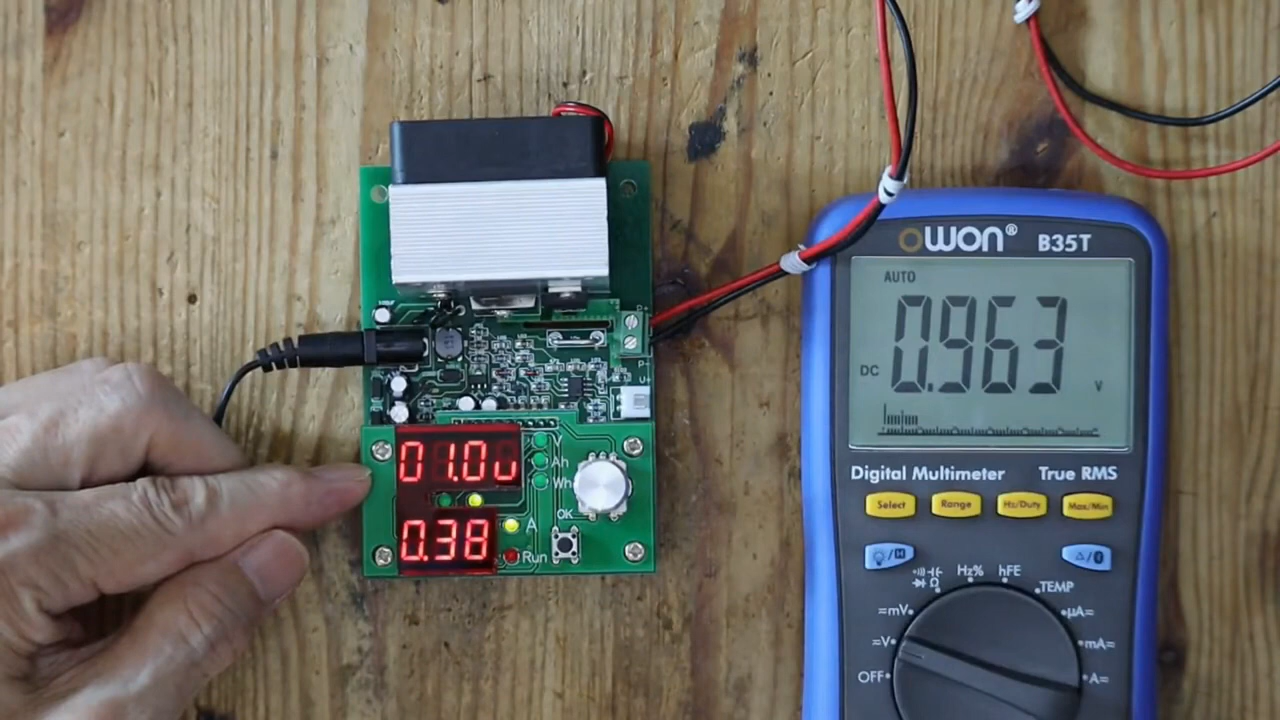 OWON® B35T
AUTO
0.963
DC
V
Digital Multimeter True RMS
Select Range Hz/Duty Max/Min
Hz% hFE
TEMP
mV
µA
V
mA
OFF
A
01.0u
Ah
Wh
OK
0.38 A
Run
P+
P-